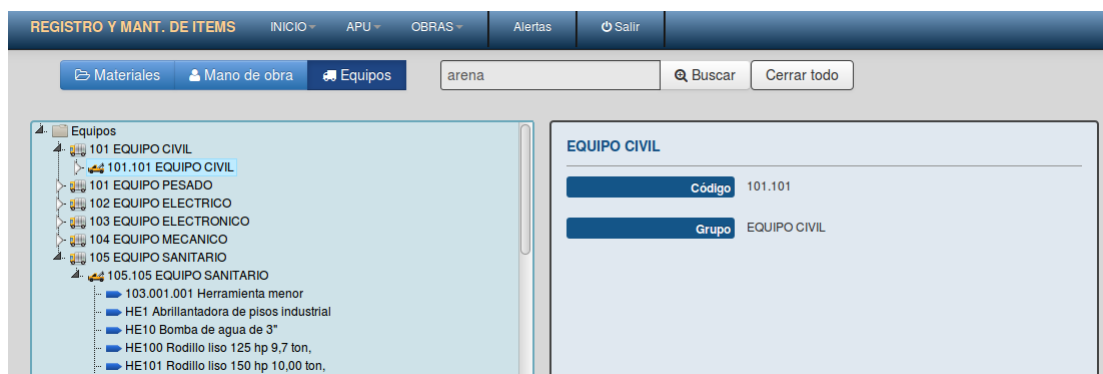 REGISTRO Y MANT. DE ITEMS INICIO APU OBRAS Alertas Salir
Materiales Mano de obra Equipos arena Buscar Cerrar todo
Equipos
101 EQUIPO CIVIL
101.101 EQUIPO CIVIL
101 EQUIPO PESADO
102 EQUIPO ELECTRICO
103 EQUIPO ELECTRONICO
104 EQUIPO MECANICO
105 EQUIPO SANITARIO
105.105 EQUIPO SANITARIO
103.001.001 Herramienta menor
HE1 Abrillantadora de pisos industrial
HE10 Bomba de agua de 3"
HE100 Rodillo liso 125 hp 9,7 ton,
HE101 Rodillo liso 150 hp 10,00 ton,
EQUIPO CIVIL
Código 101.101
Grupo EQUIPO CIVIL